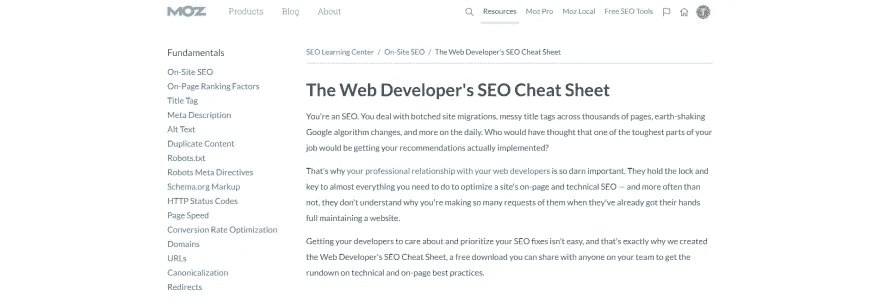 MOZ Products Blog About Resources Moz Pro Moz Local Free SEO Tools
Fundamentals
On-Site SEO
On-Page Ranking Factors
Title Tag
Meta Description
Alt Text
Duplicate Content
Robots.txt
Robots Meta Directives
Schema.org Markup
HTTP Status Codes
Page Speed
Conversion Rate Optimization
Domains
URLs
Canonicalization
Redirects
SEO Learning Center / On-Site SEO / The Web Developer's SEO Cheat Sheet
The Web Developer's SEO Cheat Sheet
You're an SEO. You deal with botched site migrations, messy title tags across thousands of pages, earth-shaking
Google algorithm changes, and more on the daily. Who would have thought that one of the toughest parts of your
job would be getting your recommendations actually implemented?
That's why your professional relationship with your web developers is so darn important. They hold the lock and
key to almost everything you need to do to optimize a site's on-page and technical SEO — and more often than
not, they don't understand why you're making so many requests of them when they've already got their hands
full maintaining a website.
Getting your developers to care about and prioritize your SEO fixes isn't easy, and that's exactly why we created
the Web Developer's SEO Cheat Sheet, a free download you can share with anyone on your team to get the
rundown on technical and on-page best practices.